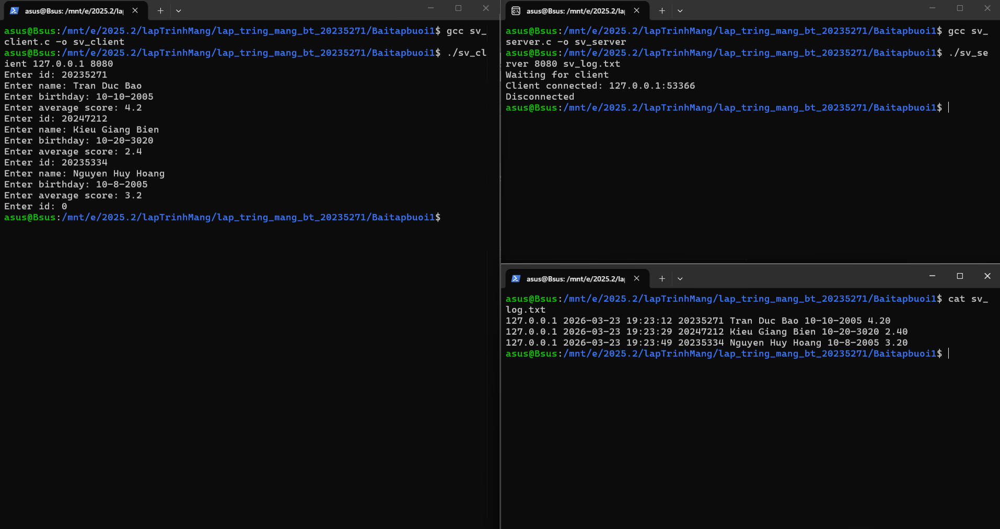 asus@Bsus: /mnt/e/2025.2/la
asus@Bsus:/mnt/e/2025.2/lapTrinhMang/lap_tring_mang_bt_20235271/Baitapbuoi1$ gcc sv_
client.c -o sv_client
asus@Bsus:/mnt/e/2025.2/lapTrinhMang/lap_tring_mang_bt_20235271/Baitapbuoi1$ ./sv_cl
ient 127.0.0.1 8080
Enter id: 20235271
Enter name: Tran Duc Bao
Enter birthday: 10-10-2005
Enter average score: 4.2
Enter id: 20247212
Enter name: Kieu Giang Bien
Enter birthday: 10-20-3020
Enter average score: 2.4
Enter id: 20235334
Enter name: Nguyen Huy Hoang
Enter birthday: 10-8-2005
Enter average score: 3.2
Enter id: 0
asus@Bsus:/mnt/e/2025.2/lapTrinhMang/lap_tring_mang_bt_20235271/Baitapbuoi1$
asus@Bsus: /mnt/e/2025.2/la
asus@Bsus:/mnt/e/2025.2/lapTrinhMang/lap_tring_mang_bt_20235271/Baitapbuoi1$ gcc sv_
server.c -o sv_server
asus@Bsus:/mnt/e/2025.2/lapTrinhMang/lap_tring_mang_bt_20235271/Baitapbuoi1$ ./sv_se
rver 8080 sv_log.txt
Waiting for client
Client connected: 127.0.0.1:53366
Disconnected
asus@Bsus:/mnt/e/2025.2/lapTrinhMang/lap_tring_mang_bt_20235271/Baitapbuoi1$
asus@Bsus: /mnt/e/2025.2/la
asus@Bsus:/mnt/e/2025.2/lapTrinhMang/lap_tring_mang_bt_20235271/Baitapbuoi1$ cat sv_
log.txt
127.0.0.1 2026-03-23 19:23:12 20235271 Tran Duc Bao 10-10-2005 4.20
127.0.0.1 2026-03-23 19:23:29 20247212 Kieu Giang Bien 10-20-3020 2.40
127.0.0.1 2026-03-23 19:23:49 20235334 Nguyen Huy Hoang 10-8-2005 3.20
asus@Bsus:/mnt/e/2025.2/lapTrinhMang/lap_tring_mang_bt_20235271/Baitapbuoi1$